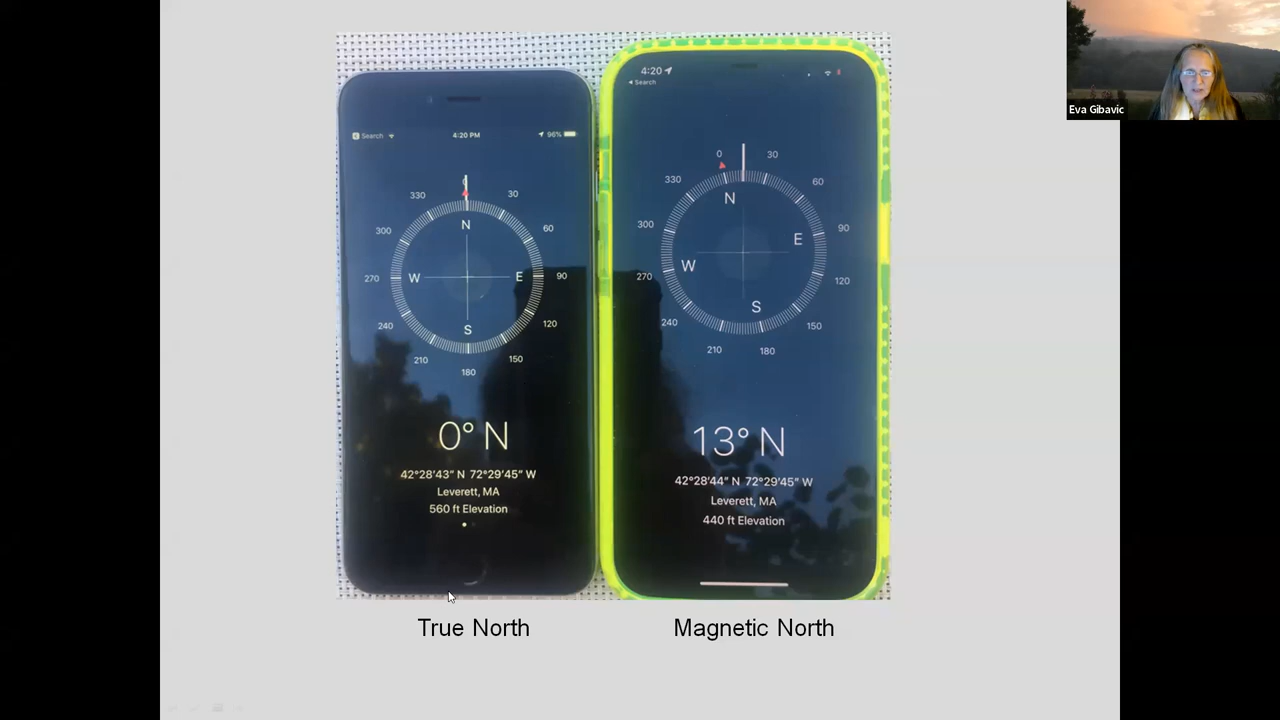 Search
4:20 PM
96%
0
30
60
90
120
150
180
210
240
270
300
330
N
E
S
W
0° N
42°28'43" N 72°29'45" W
Leverett, MA
560 ft Elevation
4:20
Search
0
30
60
90
120
150
180
210
240
270
300
330
N
E
S
W
13° N
42°28'44" N 72°29'45" W
Leverett, MA
440 ft Elevation
True North
Magnetic North
Eva Gibavic